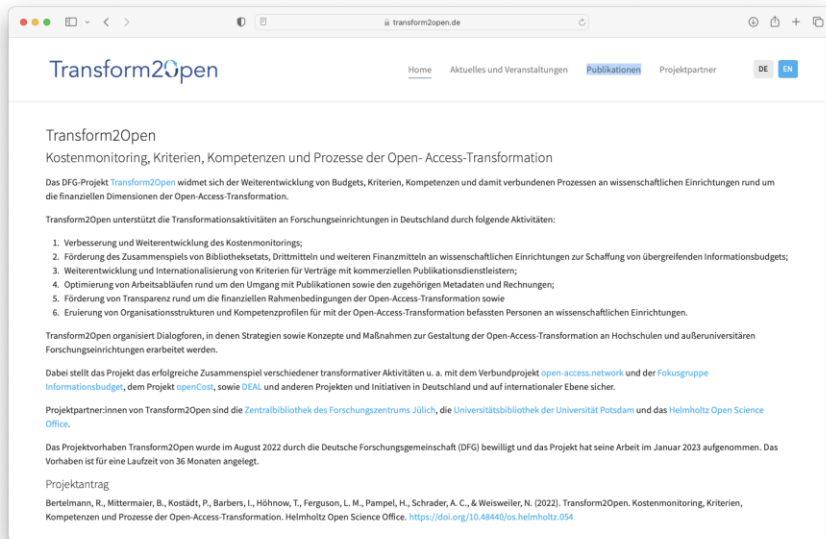 transform2open.de
Transform2Open
Home Aktuelles und Veranstaltungen Publikationen Projektpartner DE EN
Transform2Open
Kostenmonitoring, Kriterien, Kompetenzen und Prozesse der Open- Access-Transformation
Das DFG-Projekt Transform2Open widmet sich der Weiterentwicklung von Budgets, Kriterien, Kompetenzen und damit verbundenen Prozessen an wissenschaftlichen Einrichtungen rund um
die finanziellen Dimensionen der Open-Access-Transformation.
Transform2Open unterstützt die Transformationsaktivitäten an Forschungseinrichtungen in Deutschland durch folgende Aktivitäten:
1. Verbesserung und Weiterentwicklung des Kostenmonitorings;
2. Förderung des Zusammenspiels von Bibliotheksetats, Drittmitteln und weiteren Finanzmitteln an wissenschaftlichen Einrichtungen zur Schaffung von übergreifenden Informationsbudgets;
3. Weiterentwicklung und Internationalisierung von Kriterien für Verträge mit kommerziellen Publikationsdienstleistern;
4. Optimierung von Arbeitsabläufen rund um den Umgang mit Publikationen sowie den zugehörigen Metadaten und Rechnungen;
5. Förderung von Transparenz rund um die finanziellen Rahmenbedingungen der Open-Access-Transformation sowie
6. Eruierung von Organisationsstrukturen und Kompetenzprofilen für mit der Open-Access-Transformation befassten Personen an wissenschaftlichen Einrichtungen.
Transform2Open organisiert Dialogforen, in denen Strategien sowie Konzepte und Maßnahmen zur Gestaltung der Open-Access-Transformation an Hochschulen und außeruniversitären
Forschungseinrichtungen erarbeitet werden.
Dabei stellt das Projekt das erfolgreiche Zusammenspiel verschiedener transformativer Aktivitäten u. a. mit dem Verbundprojekt open-access.network und der Fokusgruppe
Informationsbudget, dem Projekt openCost, sowie DEAL und anderen Projekten und Initiativen in Deutschland und auf internationaler Ebene sicher.
Projektpartner:innen von Transform2Open sind die Zentralbibliothek des Forschungszentrums Jülich, die Universitätsbibliothek der Universität Potsdam und das Helmholtz Open Science
Office.
Das Projektvorhaben Transform2Open wurde im August 2022 durch die Deutsche Forschungsgemeinschaft (DFG) bewilligt und das Projekt hat seine Arbeit im Januar 2023 aufgenommen. Das
Vorhaben ist für eine Laufzeit von 36 Monaten angelegt.
Projektantrag
Bertelmann, R., Mittermaier, B., Kostädt, P., Barbers, I., Höhnow, T., Ferguson, L. M., Pampel, H., Schrader, A. C., & Weisweiler, N. (2022). Transform2Open. Kostenmonitoring, Kriterien,
Kompetenzen und Prozesse der Open-Access-Transformation. Helmholtz Open Science Office. https://doi.org/10.48440/os.helmholtz.054